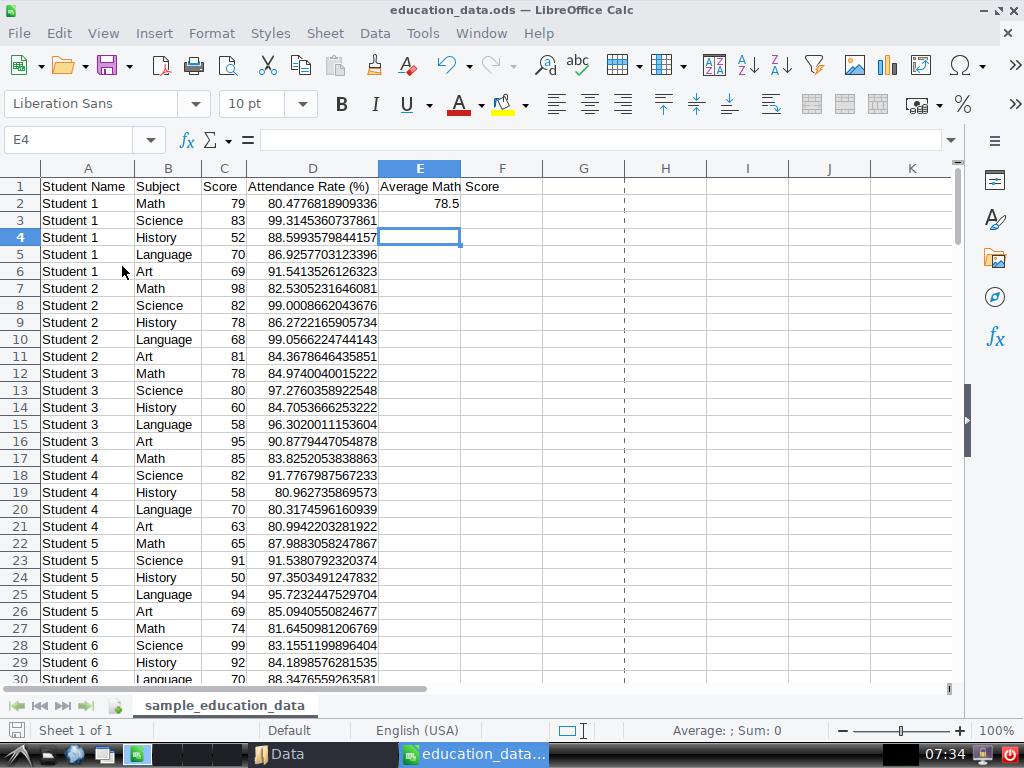 education_data.ods — LibreOffice Calc
File Edit View Insert Format Styles Sheet Data Tools Window Help
Liberation Sans 10 pt B I U A %
E4 fx Σ =
A B C D E F G H I J K
1 Student Name Subject Score Attendance Rate (%) Average Math Score
2 Student 1 Math 79 80.4776818909336 78.5
3 Student 1 Science 83 99.3145360737861
4 Student 1 History 52 88.5993579844157
5 Student 1 Language 70 86.9257703123396
6 Student 1 Art 69 91.5413526126323
7 Student 2 Math 98 82.5305231646081
8 Student 2 Science 82 99.0008662043676
9 Student 2 History 78 86.2722165905734
10 Student 2 Language 68 99.0566224744143
11 Student 2 Art 81 84.3678646435851
12 Student 3 Math 78 84.9740040015222
13 Student 3 Science 80 97.2760358922548
14 Student 3 History 60 84.7053666253222
15 Student 3 Language 58 96.3020011153604
16 Student 3 Art 95 90.8779447054878
17 Student 4 Math 85 83.8252053838863
18 Student 4 Science 82 91.7767987567233
19 Student 4 History 58 80.962735869573
20 Student 4 Language 70 80.3174596160939
21 Student 4 Art 63 80.9942203281922
22 Student 5 Math 65 87.9883058247867
23 Student 5 Science 91 91.5380792320374
24 Student 5 History 50 97.3503491247832
25 Student 5 Language 94 95.7232447529704
26 Student 5 Art 69 85.0940550824677
27 Student 6 Math 74 81.6450981206769
28 Student 6 Science 99 83.1551199896404
29 Student 6 History 92 84.1898576281535
30 Student 6 Language 70 88.3476559263581
sample_education_data
Sheet 1 of 1 Default English (USA) Average: ; Sum: 0 100%
Data education_data... 07:34